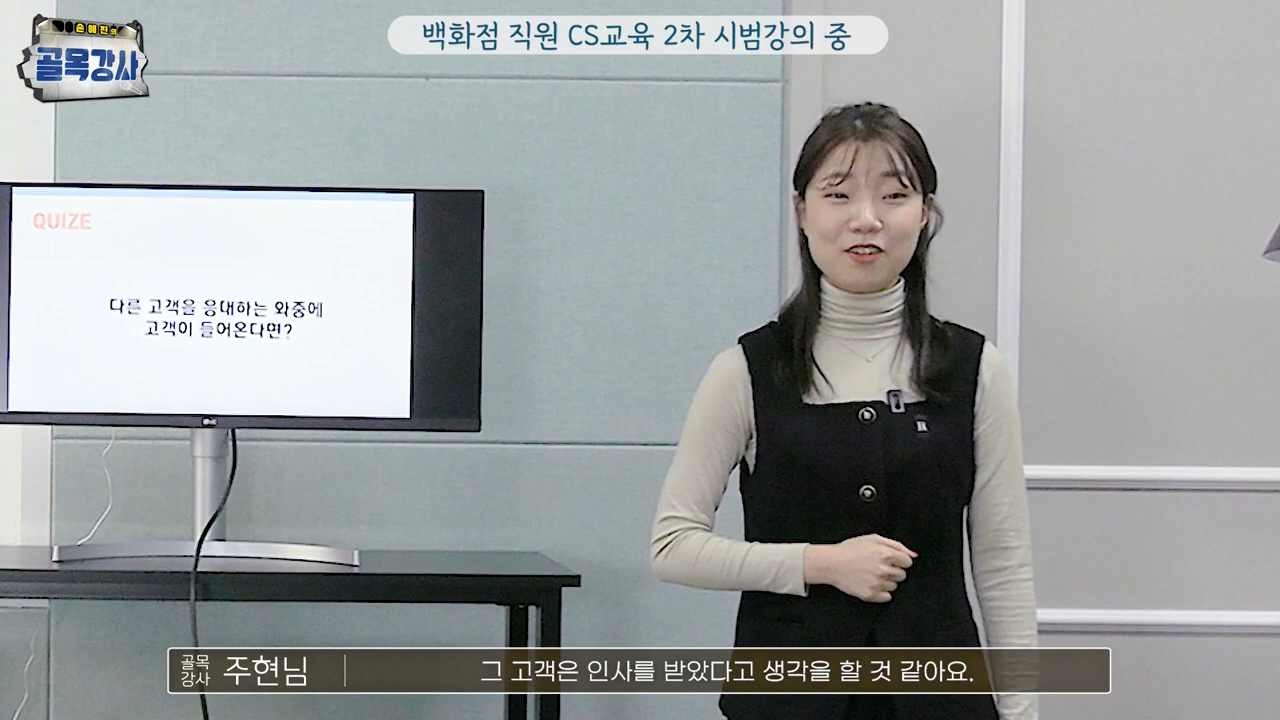 손예진의
골목강사
백화점 직원 CS교육 2차 시범강의 중
QUIZE
다른 고객을 응대하는 와중에
고객이 들어온다면?
LG
골목
강사
주현님
그 고객은 인사를 받았다고 생각을 할 것 같아요.